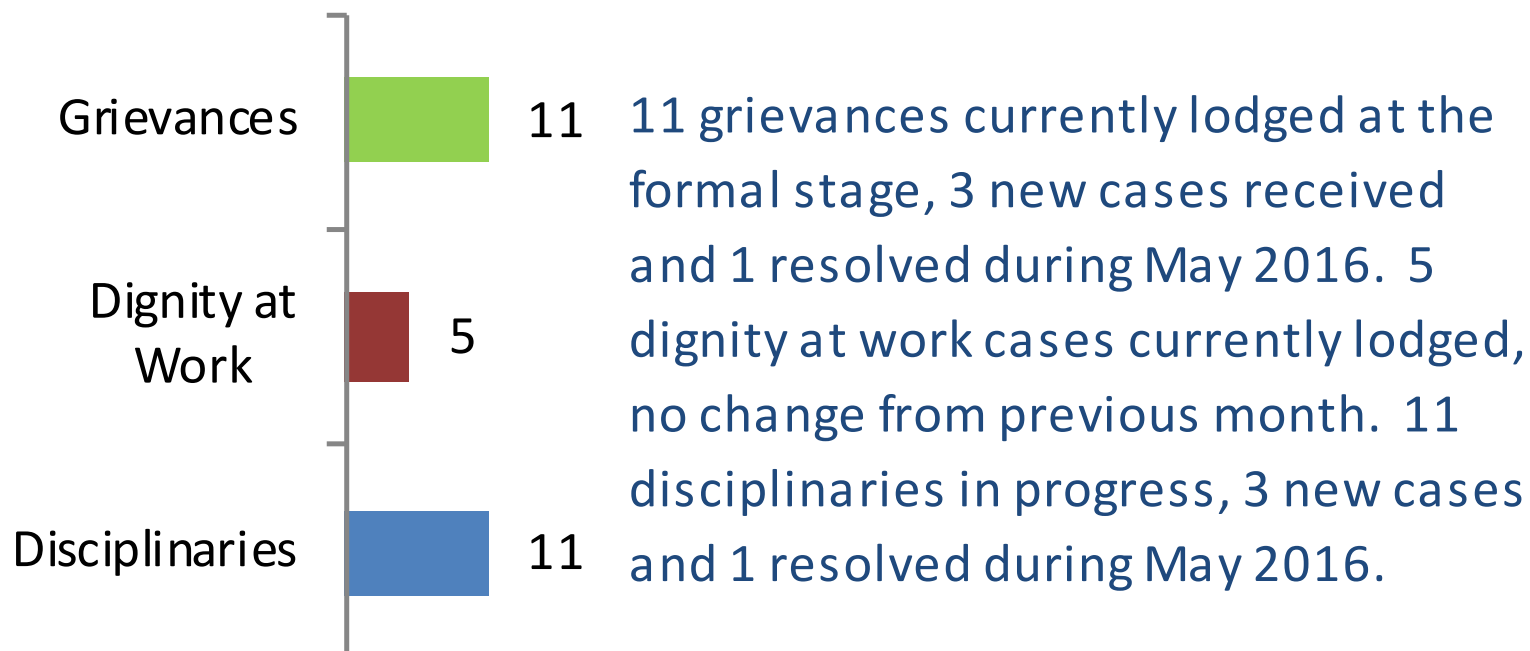 Grievances
11
Dignity at
Work
5
Disciplinaries
11
11 grievances currently lodged at the
formal stage, 3 new cases received
and 1 resolved during May 2016. 5
dignity at work cases currently lodged,
no change from previous month. 11
disciplinaries in progress, 3 new cases
and 1 resolved during May 2016.